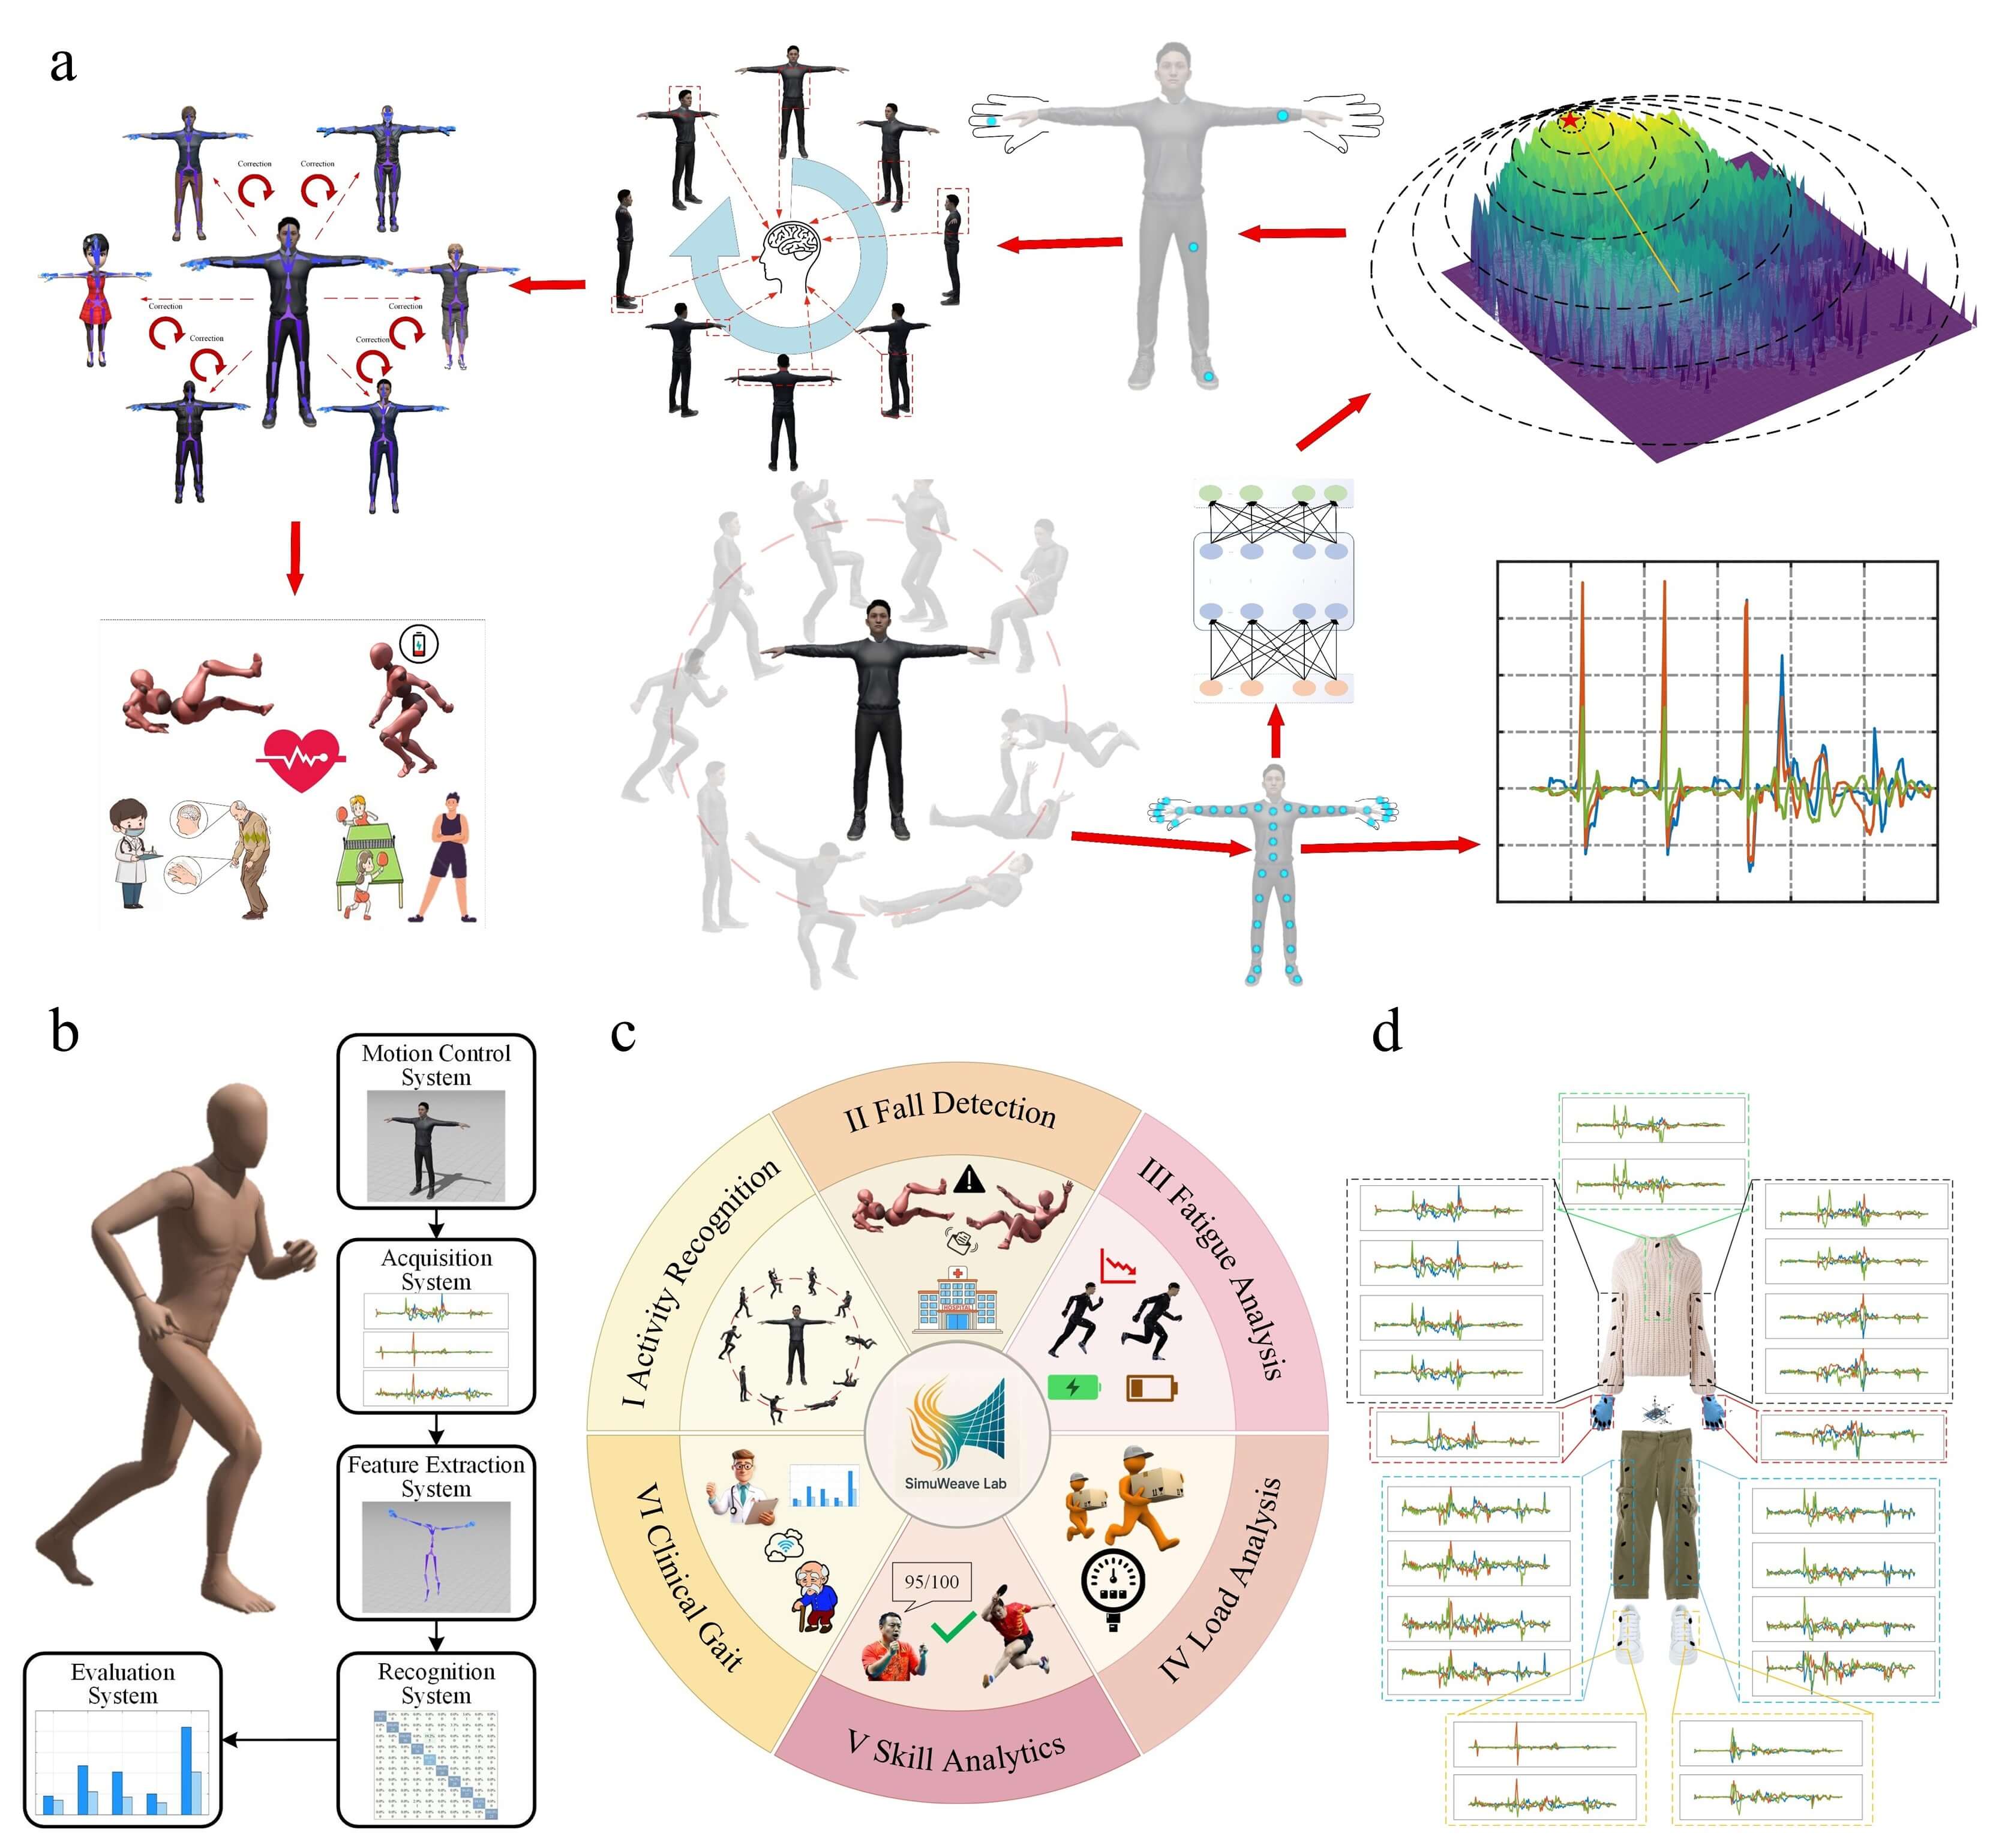 a
Correction
Correction
Correction
Correction
Correction
Correction
b
Motion Control
System
Acquisition
System
Feature Extraction
System
Recognition
System
Evaluation
System
c
I Activity Recognition
II Fall Detection
III Fatigue Analysis
IV Load Analysis
V Skill Analytics
VI Clinical Gait
HOSPITAL
95/100
SimuWeave Lab
d